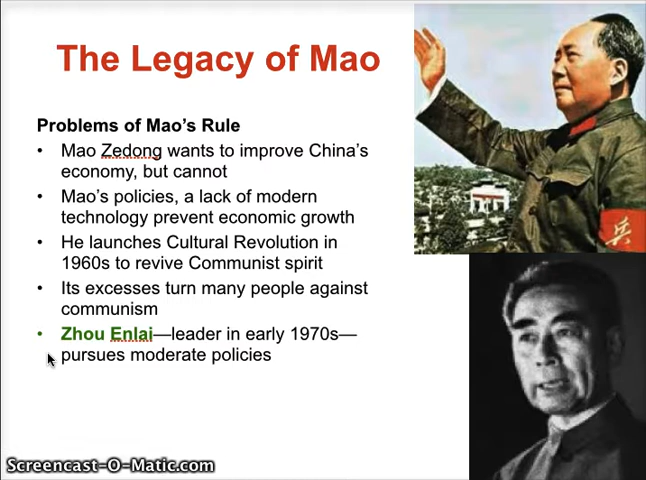 The Legacy of Mao
Problems of Mao's Rule
• Mao Zedong wants to improve China's
economy, but cannot
• Mao's policies, a lack of modern
technology prevent economic growth
• He launches Cultural Revolution in
1960s to revive Communist spirit
• Its excesses turn many people against
communism
• Zhou Enlai—leader in early 1970s—
pursues moderate policies
兵
Screencast-O-Matic.com